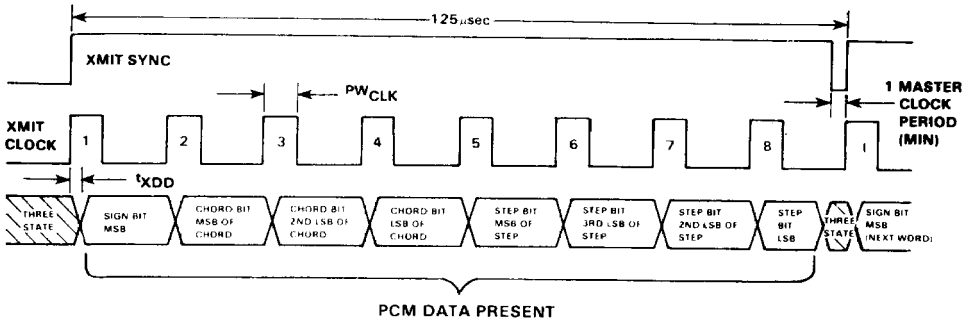 125µsec
XMIT SYNC
PWCLK
1 MASTER
CLOCK
PERIOD
(MIN)
XMIT
CLOCK
1
2
3
4
5
6
7
8
1
tXDD
THREE
STATE
SIGN BIT
MSB
CHORD BIT
MSB OF
CHORD
CHORD BIT
2ND LSB OF
CHORD
CHORD BIT
LSB OF
CHORD
STEP BIT
MSB OF
STEP
STEP BIT
3RD LSB OF
STEP
STEP BIT
2ND LSB OF
STEP
STEP
BIT
LSB
THREE
STATE
SIGN BIT
MSB
(NEXT WORD)
PCM DATA PRESENT